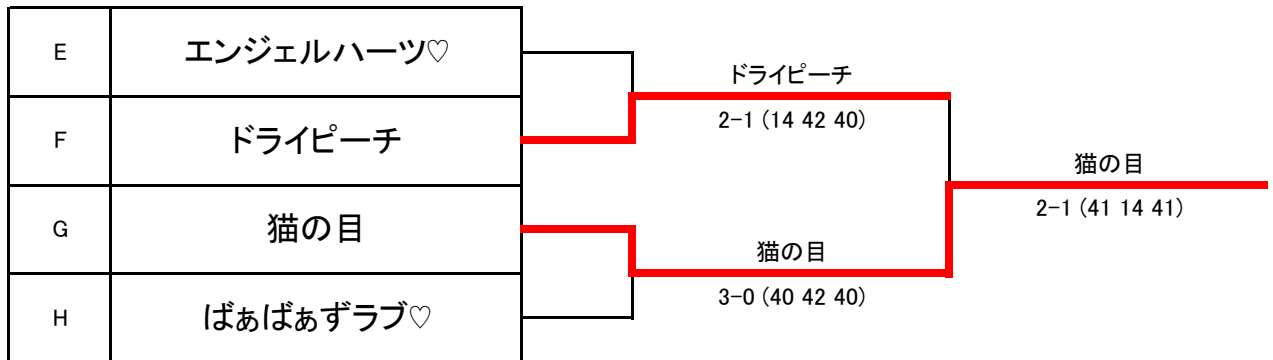 E エンジェルハーツ♡
F ドライピーチ
G 猫の目
H ばぁばぁずラブ♡
ドライピーチ
2-1 (14 42 40)
猫の目
3-0 (40 42 40)
猫の目
2-1 (41 14 41)